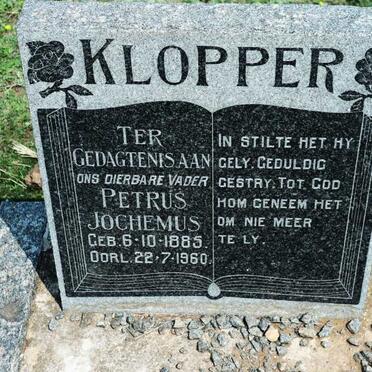 KLOPPER
TER
GEDAGTENIS AAN
ONS DIERBARE VADER
PETRUS
JOCHEMUS
GEB. 6-10-1885.
OORL. 22-7-1960.
IN STILTE HET HY
GELY. GEDULDIG
GESTRY. TOT GOD
HOM GENEEM HET
OM NIE MEER
TE LY.